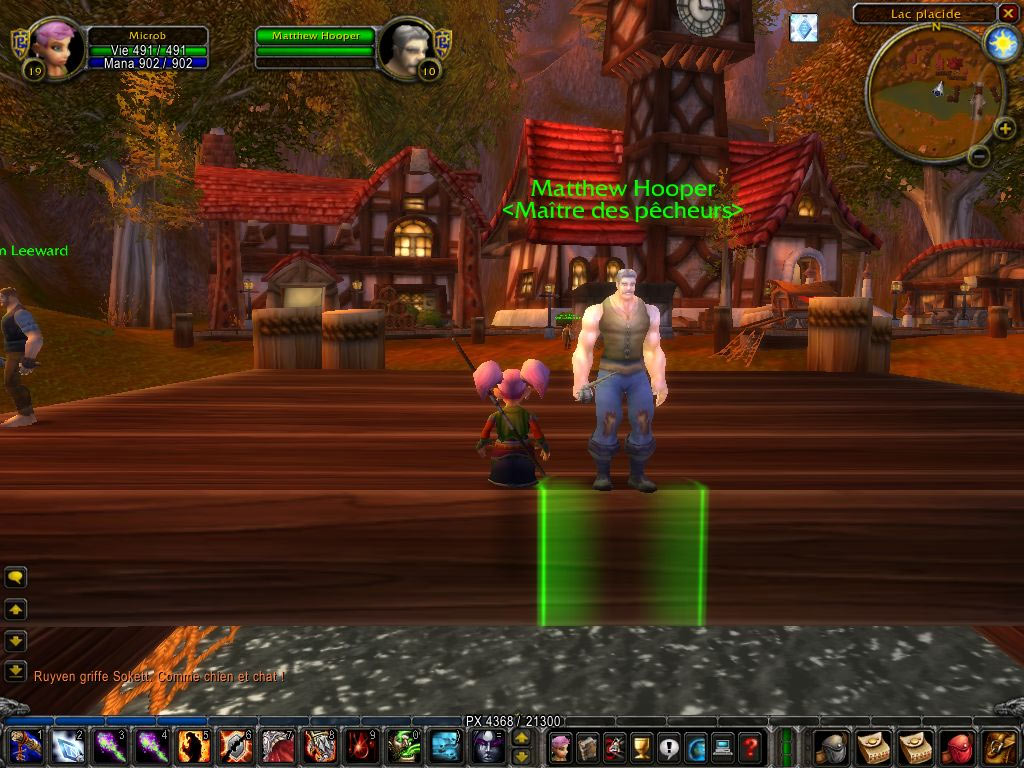 Microb
Vie 491 / 491
Mana 902 / 902
19
Matthew Hooper
10
Lac placide
N
Matthew Hooper
<Maître des pêcheurs>
m Leeward
Ruyven griffe Sokett. Comme chien et chat !
PX 4368 / 21300
1 2 3 4 5 6 7 8 9 0 ) =